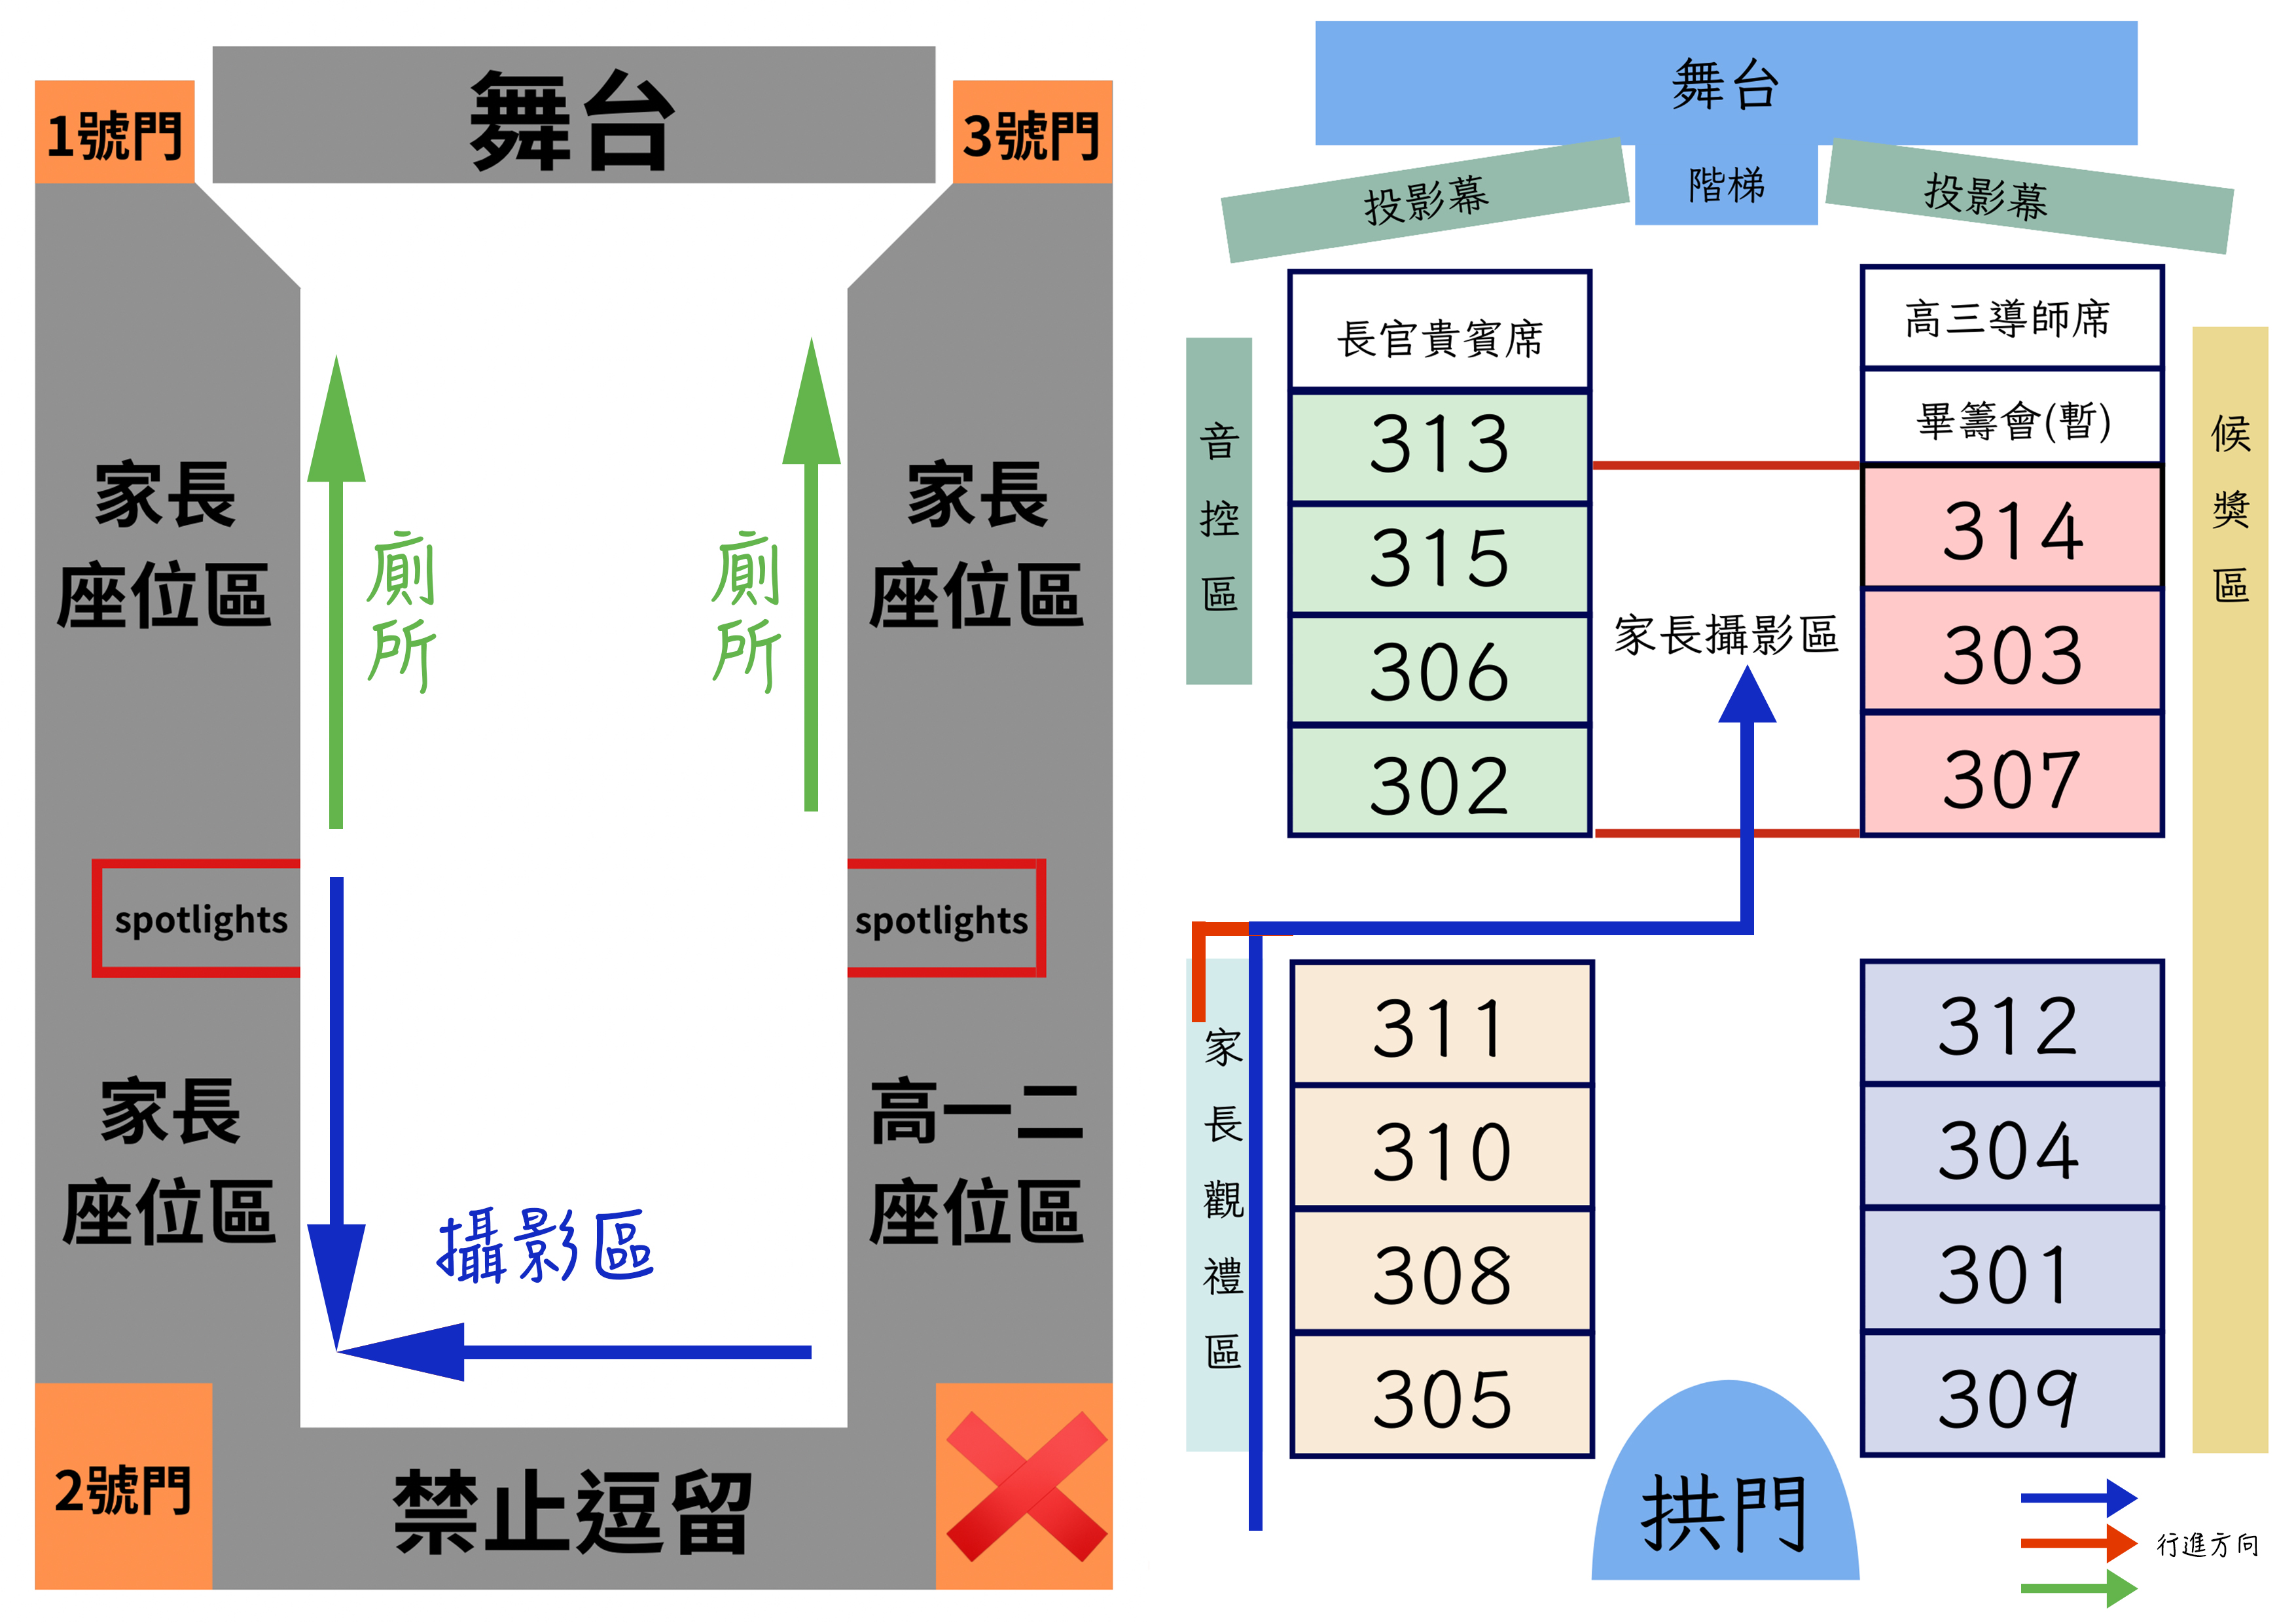 舞台
1號門
3號門
家長
座位區
家長
座位區
廁所
廁所
spotlights
spotlights
家長
座位區
高一二
座位區
攝影區
2號門
禁止逗留
舞台
階梯
投影幕
投影幕
長官貴賓席
313
315
306
302
高三導師席
畢籌會(暫)
314
303
307
音控區
候獎區
家長攝影區
家長觀禮區
311
310
308
305
312
304
301
309
拱門
行進方向